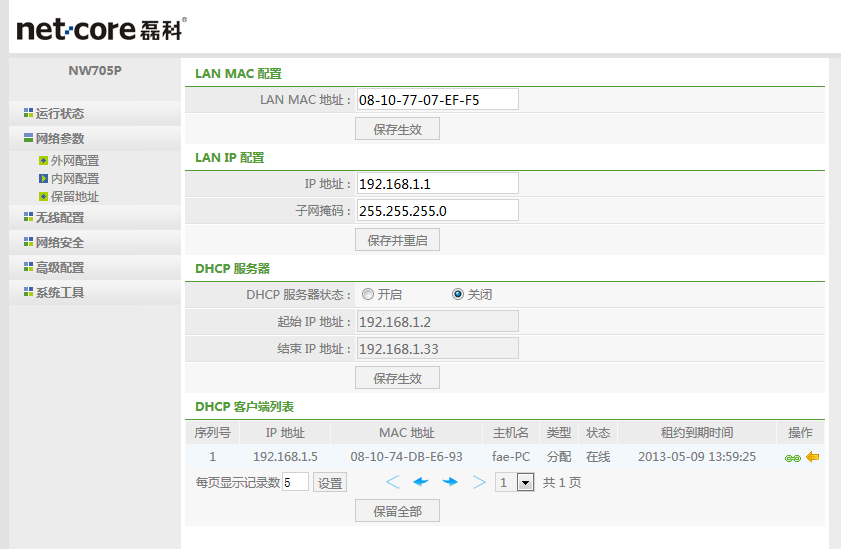 net-core 磊科®
NW705P
运行状态
网络参数
外网配置
内网配置
保留地址
无线配置
网络安全
高级配置
系统工具
LAN MAC 配置
LAN MAC 地址： 08-10-77-07-EF-F5
保存生效
LAN IP 配置
IP 地址： 192.168.1.1
子网掩码： 255.255.255.0
保存并重启
DHCP 服务器
DHCP 服务器状态： 开启 关闭
起始 IP 地址： 192.168.1.2
结束 IP 地址： 192.168.1.33
保存生效
DHCP 客户端列表
序列号 IP 地址 MAC 地址 主机名 类型 状态 租约到期时间 操作
1 192.168.1.5 08-10-74-DB-E6-93 fae-PC 分配 在线 2013-05-09 13:59:25
每页显示记录数 5 设置 1 共 1 页
保留全部